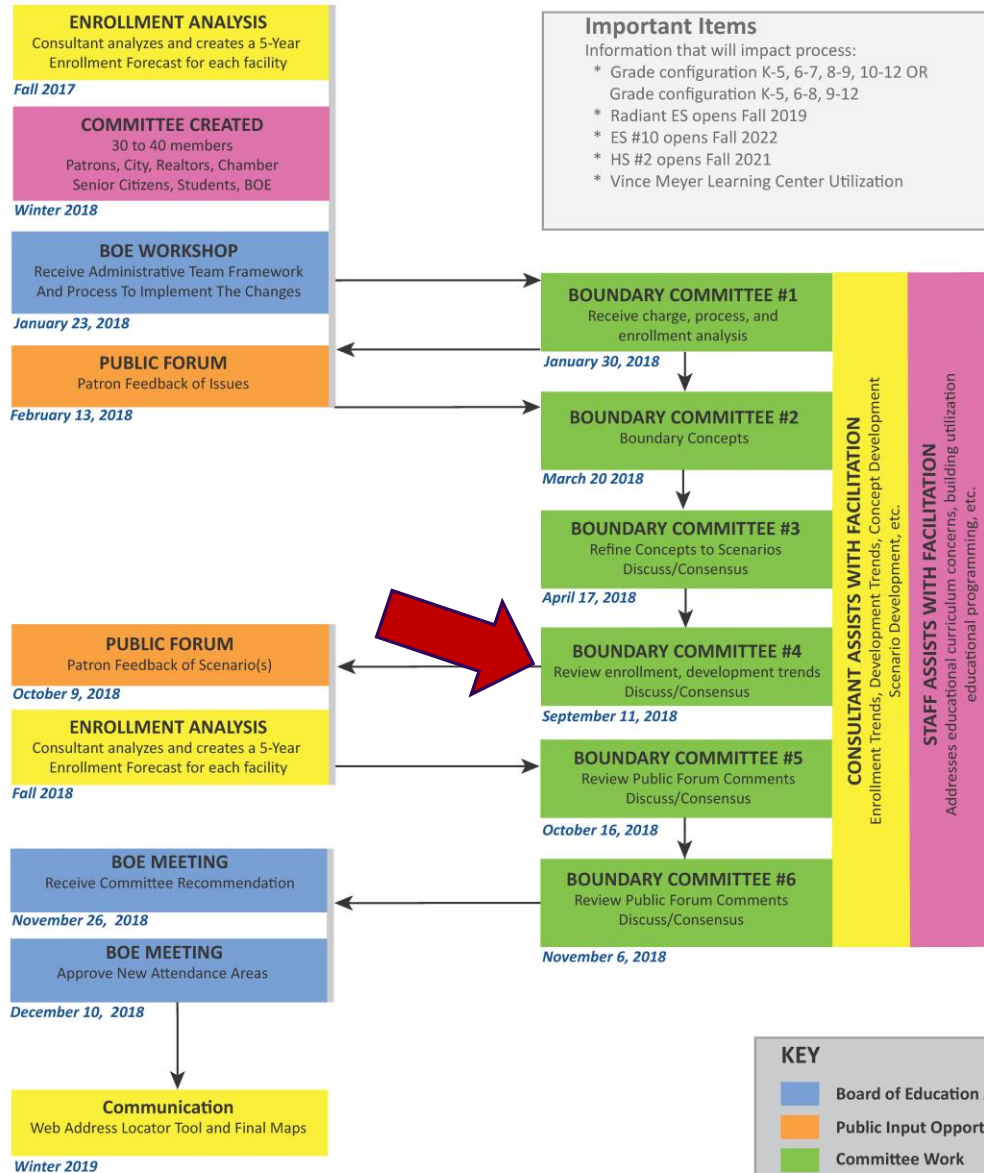 ENROLLMENT ANALYSIS
Consultant analyzes and creates a 5-Year
Enrollment Forecast for each facility
Fall 2017
COMMITTEE CREATED
30 to 40 members
Patrons, City, Realtors, Chamber
Senior Citizens, Students, BOE
Winter 2018
BOE WORKSHOP
Receive Administrative Team Framework
And Process To Implement The Changes
January 23, 2018
PUBLIC FORUM
Patron Feedback of Issues
February 13, 2018
PUBLIC FORUM
Patron Feedback of Scenario(s)
October 9, 2018
ENROLLMENT ANALYSIS
Consultant analyzes and creates a 5-Year
Enrollment Forecast for each facility
Fall 2018
BOE MEETING
Receive Committee Recommendation
November 26, 2018
BOE MEETING
Approve New Attendance Areas
December 10, 2018
Communication
Web Address Locator Tool and Final Maps
Winter 2019
Important Items
Information that will impact process:
* Grade configuration K-5, 6-7, 8-9, 10-12 OR
Grade configuration K-5, 6-8, 9-12
* Radiant ES opens Fall 2019
* ES #10 opens Fall 2022
* HS #2 opens Fall 2021
* Vince Meyer Learning Center Utilization
BOUNDARY COMMITTEE #1
Receive charge, process, and
enrollment analysis
January 30, 2018
BOUNDARY COMMITTEE #2
Boundary Concepts
March 20 2018
BOUNDARY COMMITTEE #3
Refine Concepts to Scenarios
Discuss/Consensus
April 17, 2018
BOUNDARY COMMITTEE #4
Review enrollment, development trends
Discuss/Consensus
September 11, 2018
BOUNDARY COMMITTEE #5
Review Public Forum Comments
Discuss/Consensus
October 16, 2018
BOUNDARY COMMITTEE #6
Review Public Forum Comments
Discuss/Consensus
November 6, 2018
CONSULTANT ASSISTS WITH FACILITATION
Enrollment Trends, Development Trends, Concept Development
Scenario Development, etc.
STAFF ASSISTS WITH FACILITATION
Addresses educational curriculum concerns, building utilization
educational programming, etc.
KEY
Board of Education
Public Input Opport
Committee Work